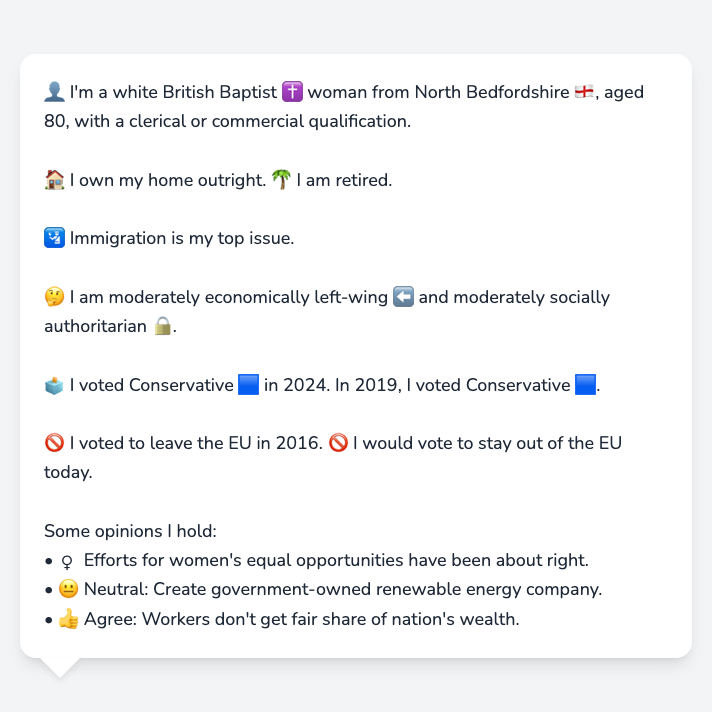 👤 I'm a white British Baptist ✝️ woman from North Bedfordshire 🏴󠁧󠁢󠁥󠁮󠁧󠁿, aged
80, with a clerical or commercial qualification.
🏠 I own my home outright. 🌴 I am retired.
🛂 Immigration is my top issue.
🤔 I am moderately economically left-wing ⬅️ and moderately socially
authoritarian 🔒.
🗳️ I voted Conservative 🟦 in 2024. In 2019, I voted Conservative 🟦.
🚫 I voted to leave the EU in 2016. 🚫 I would vote to stay out of the EU
today.
Some opinions I hold:
• ♀ Efforts for women's equal opportunities have been about right.
• 😐 Neutral: Create government-owned renewable energy company.
• 👍 Agree: Workers don't get fair share of nation's wealth.